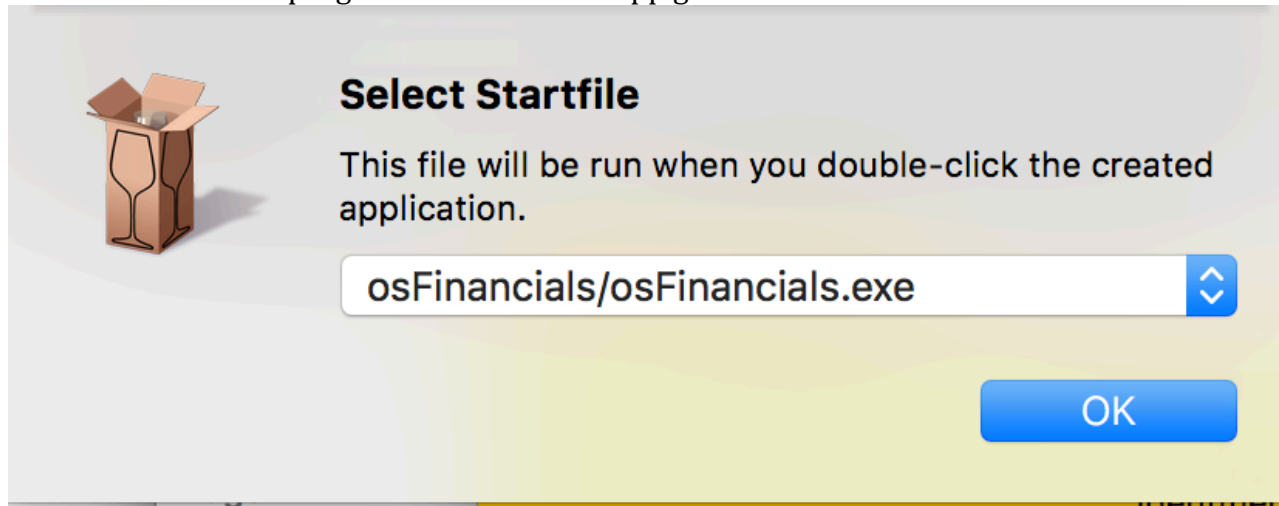 Select Startfile
This file will be run when you double-click the created
application.
osFinancials/osFinancials.exe
OK